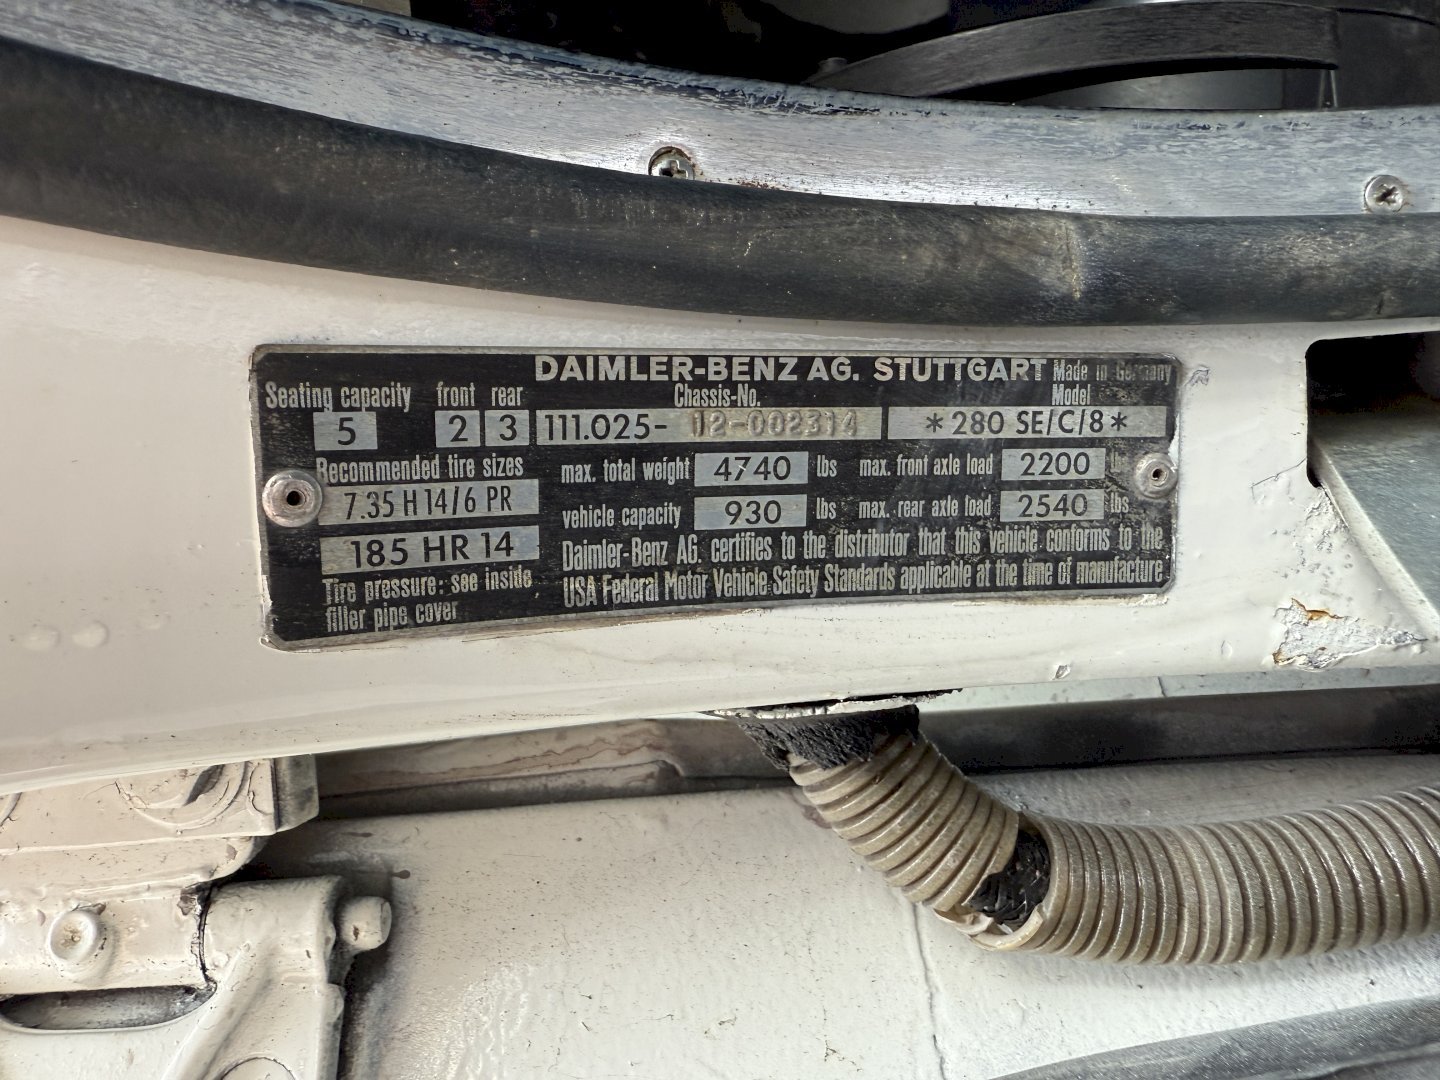 DAIMLER-BENZ AG. STUTTGART Made in Germany
Seating capacity front rear Chassis-No. Model
5 2 3 111.025- 12-002314 *280 SE/C/8*
Recommended tire sizes max. total weight 4740 lbs max. front axle load 2200 lbs
7.35 H 14/6 PR vehicle capacity 930 lbs max. rear axle load 2540 lbs
185 HR 14 Daimler-Benz AG. certifies to the distributor that this vehicle conforms to the
Tire pressure: see inside USA Federal Motor Vehicle Safety Standards applicable at the time of manufacture
filler pipe cover